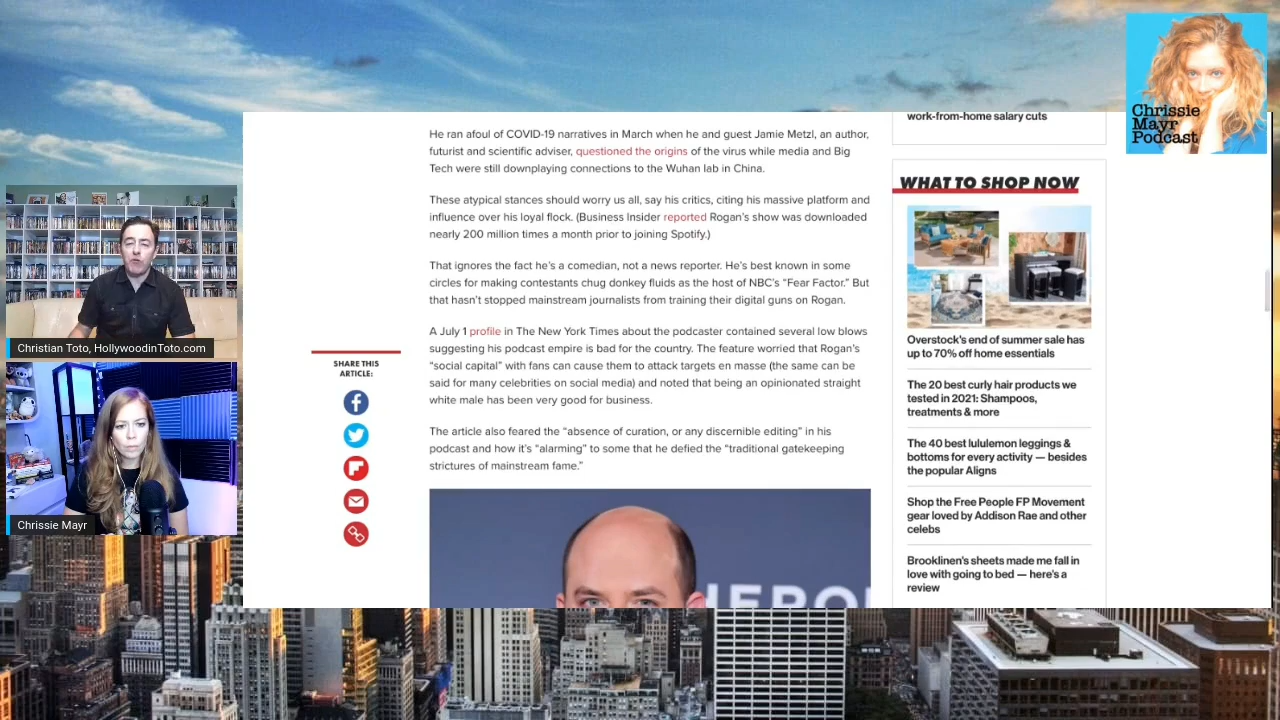 Chrissie
Mayr
Podcast
Christian Toto, HollywoodinToto.com
Chrissie Mayr
SHARE THIS
ARTICLE:
He ran afoul of COVID-19 narratives in March when he and guest Jamie Metzl, an author,
futurist and scientific adviser, questioned the origins of the virus while media and Big
Tech were still downplaying connections to the Wuhan lab in China.
These atypical stances should worry us all, say his critics, citing his massive platform and
influence over his loyal flock. (Business Insider reported Rogan's show was downloaded
nearly 200 million times a month prior to joining Spotify.)
That ignores the fact he's a comedian, not a news reporter. He's best known in some
circles for making contestants chug donkey fluids as the host of NBC's “Fear Factor.” But
that hasn't stopped mainstream journalists from training their digital guns on Rogan.
A July 1 profile in The New York Times about the podcaster contained several low blows
suggesting his podcast empire is bad for the country. The feature worried that Rogan's
“social capital” with fans can cause them to attack targets en masse (the same can be
said for many celebrities on social media) and noted that being an opinionated straight
white male has been very good for business.
The article also feared the “absence of curation, or any discernible editing” in his
podcast and how it's “alarming” to some that he defied the “traditional gatekeeping
strictures of mainstream fame.”
work-from-home salary cuts
WHAT TO SHOP NOW
Overstock's end of summer sale has
up to 70% off home essentials
The 20 best curly hair products we
tested in 2021: Shampoos,
treatments & more
The 40 best lululemon leggings &
bottoms for every activity — besides
the popular Aligns
Shop the Free People FP Movement
gear loved by Addison Rae and other
celebs
Brooklinen's sheets made me fall in
love with going to bed — here's a
review